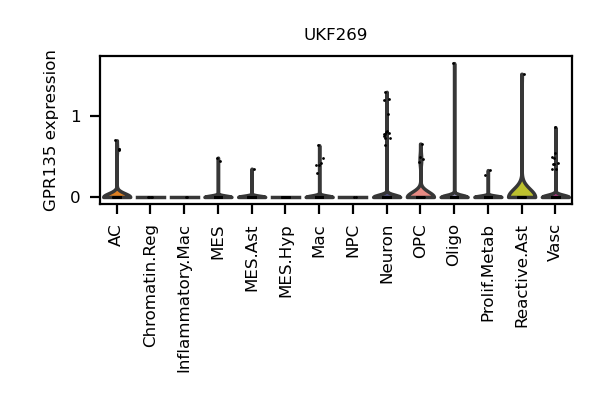 UKF269
GPR135 expression
1
0
AC
Chromatin.Reg
Inflammatory.Mac
MES
MES.Ast
MES.Hyp
Mac
NPC
Neuron
OPC
Oligo
Prolif.Metab
Reactive.Ast
Vasc